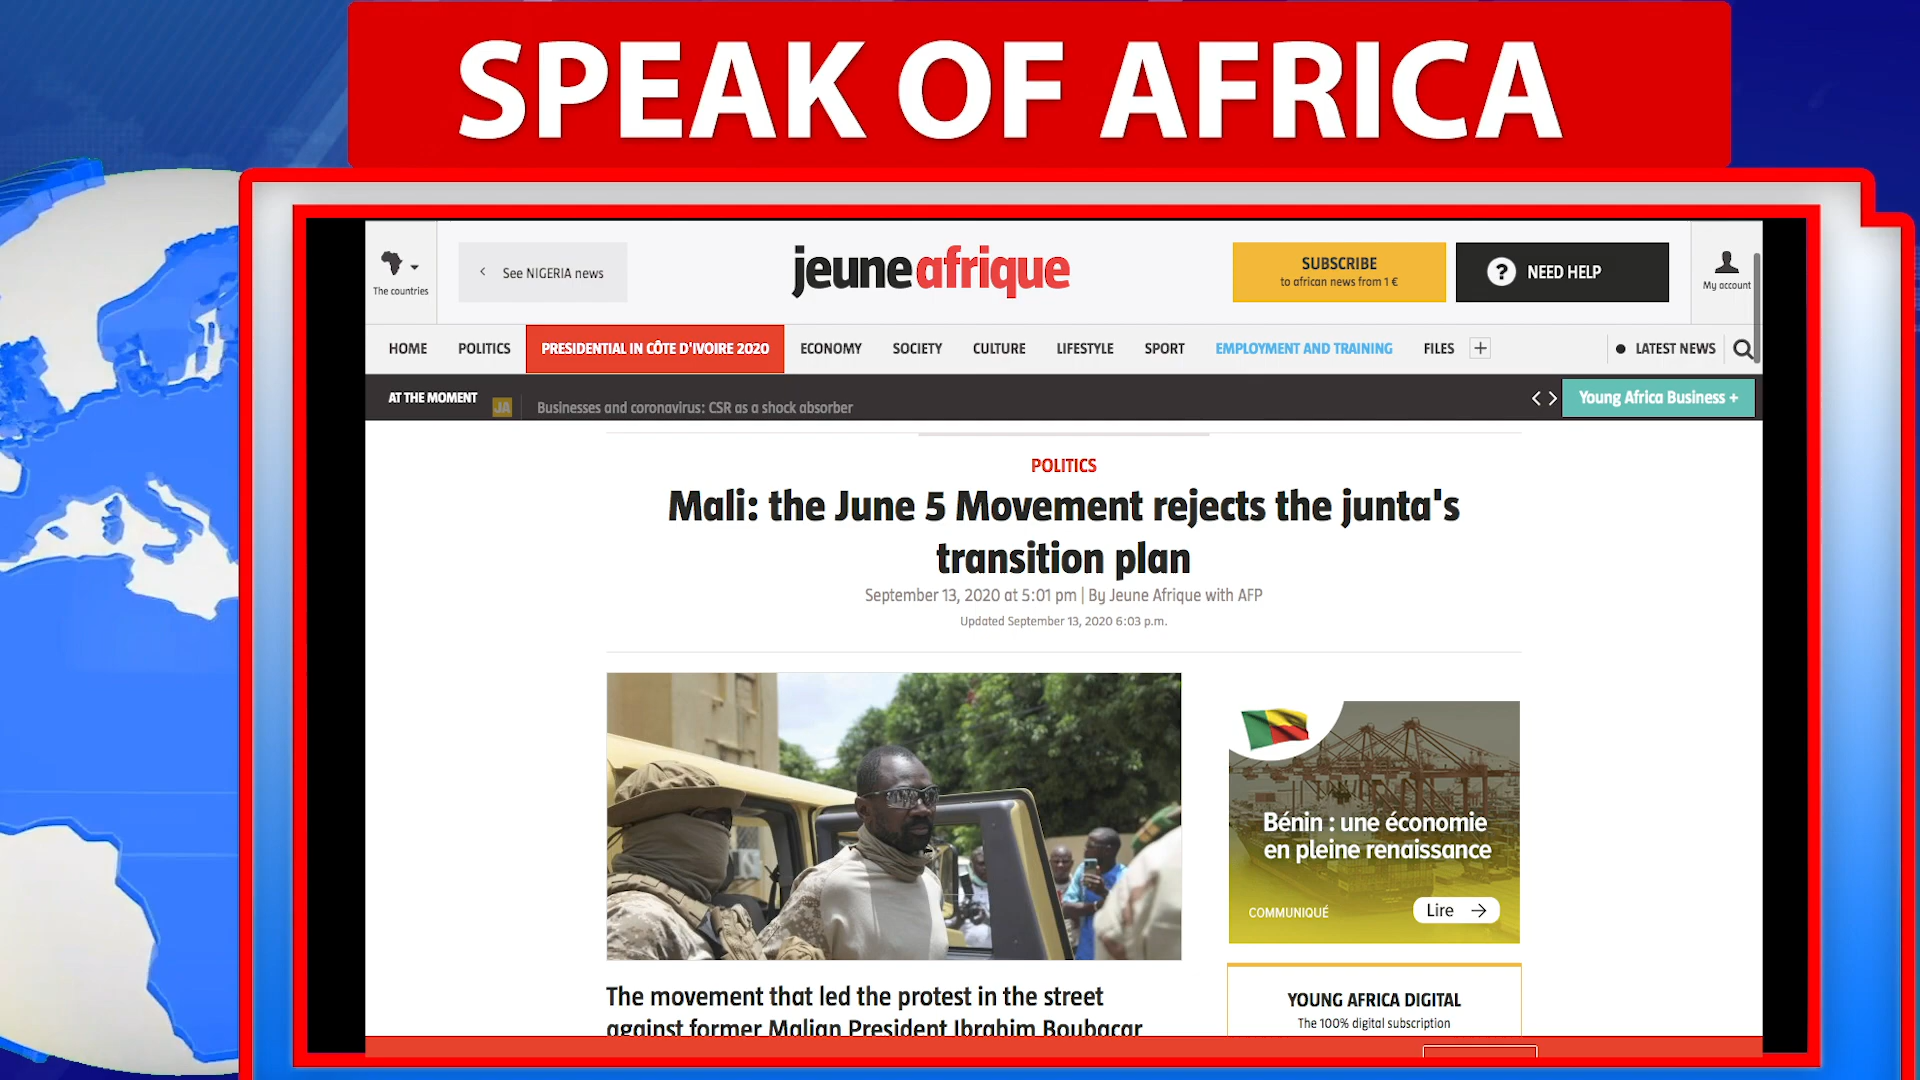 SPEAK OF AFRICA
The countries
See NIGERIA news
jeune afrique
SUBSCRIBE
to african news from 1 €
? NEED HELP
My account
HOME
POLITICS
PRESIDENTIAL IN CÔTE D'IVOIRE 2020
ECONOMY
SOCIETY
CULTURE
LIFESTYLE
SPORT
EMPLOYMENT AND TRAINING
FILES +
LATEST NEWS
AT THE MOMENT
JA
Businesses and coronavirus: CSR as a shock absorber
Young Africa Business +
POLITICS
Mali: the June 5 Movement rejects the junta's
transition plan
September 13, 2020 at 5:01 pm | By Jeune Afrique with AFP
Updated September 13, 2020 6:03 p.m.
Bénin : une économie
en pleine renaissance
COMMUNIQUÉ
Lire →
The movement that led the protest in the street
against former Malian President Ibrahim Boubacar
YOUNG AFRICA DIGITAL
The 100% digital subscription